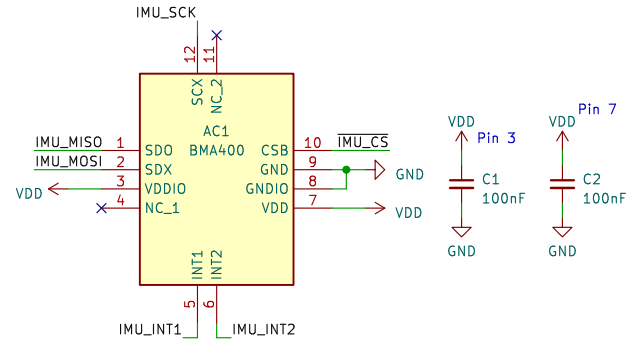 IMU_SCK
12
11
SCX
NC_2
AC1
BMA400
IMU_MISO 1 SDO
IMU_MOSI 2 SDX
VDD 3 VDDIO
4 NC_1
CSB 10 IMU_CS
GND 9 GND
GNDIO 8
VDD 7 VDD
INT1
INT2
5
6
IMU_INT1
IMU_INT2
VDD
Pin 3
C1
100nF
GND
VDD
Pin 7
C2
100nF
GND